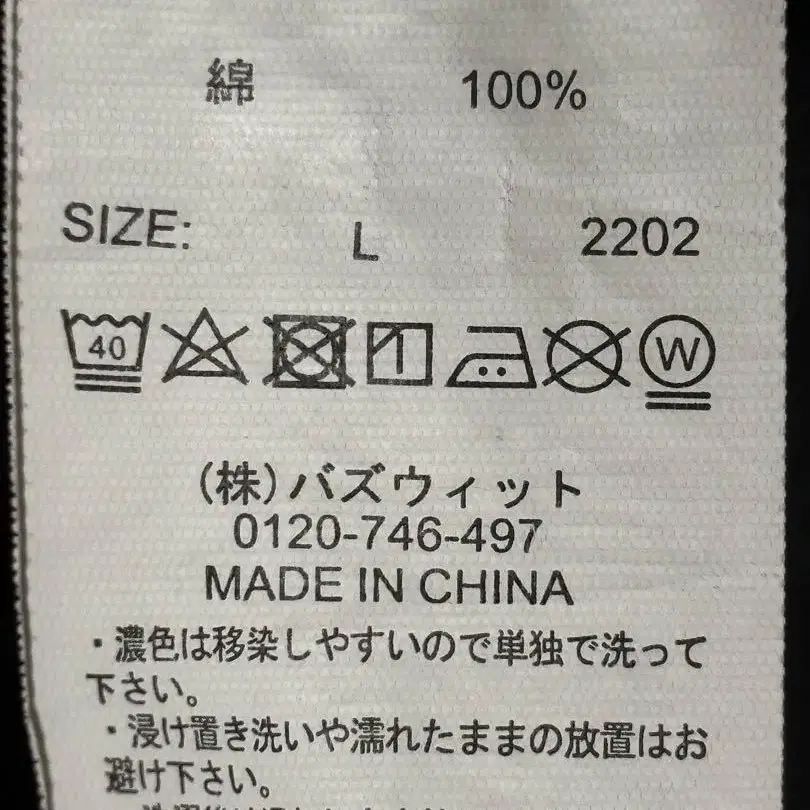 綿 100%
SIZE: L 2202
40
W
(株)バズウィット
0120-746-497
MADE IN CHINA
・濃色は移染しやすいので単独で洗って
下さい。
・浸け置き洗いや濡れたままの放置はお
避け下さい。